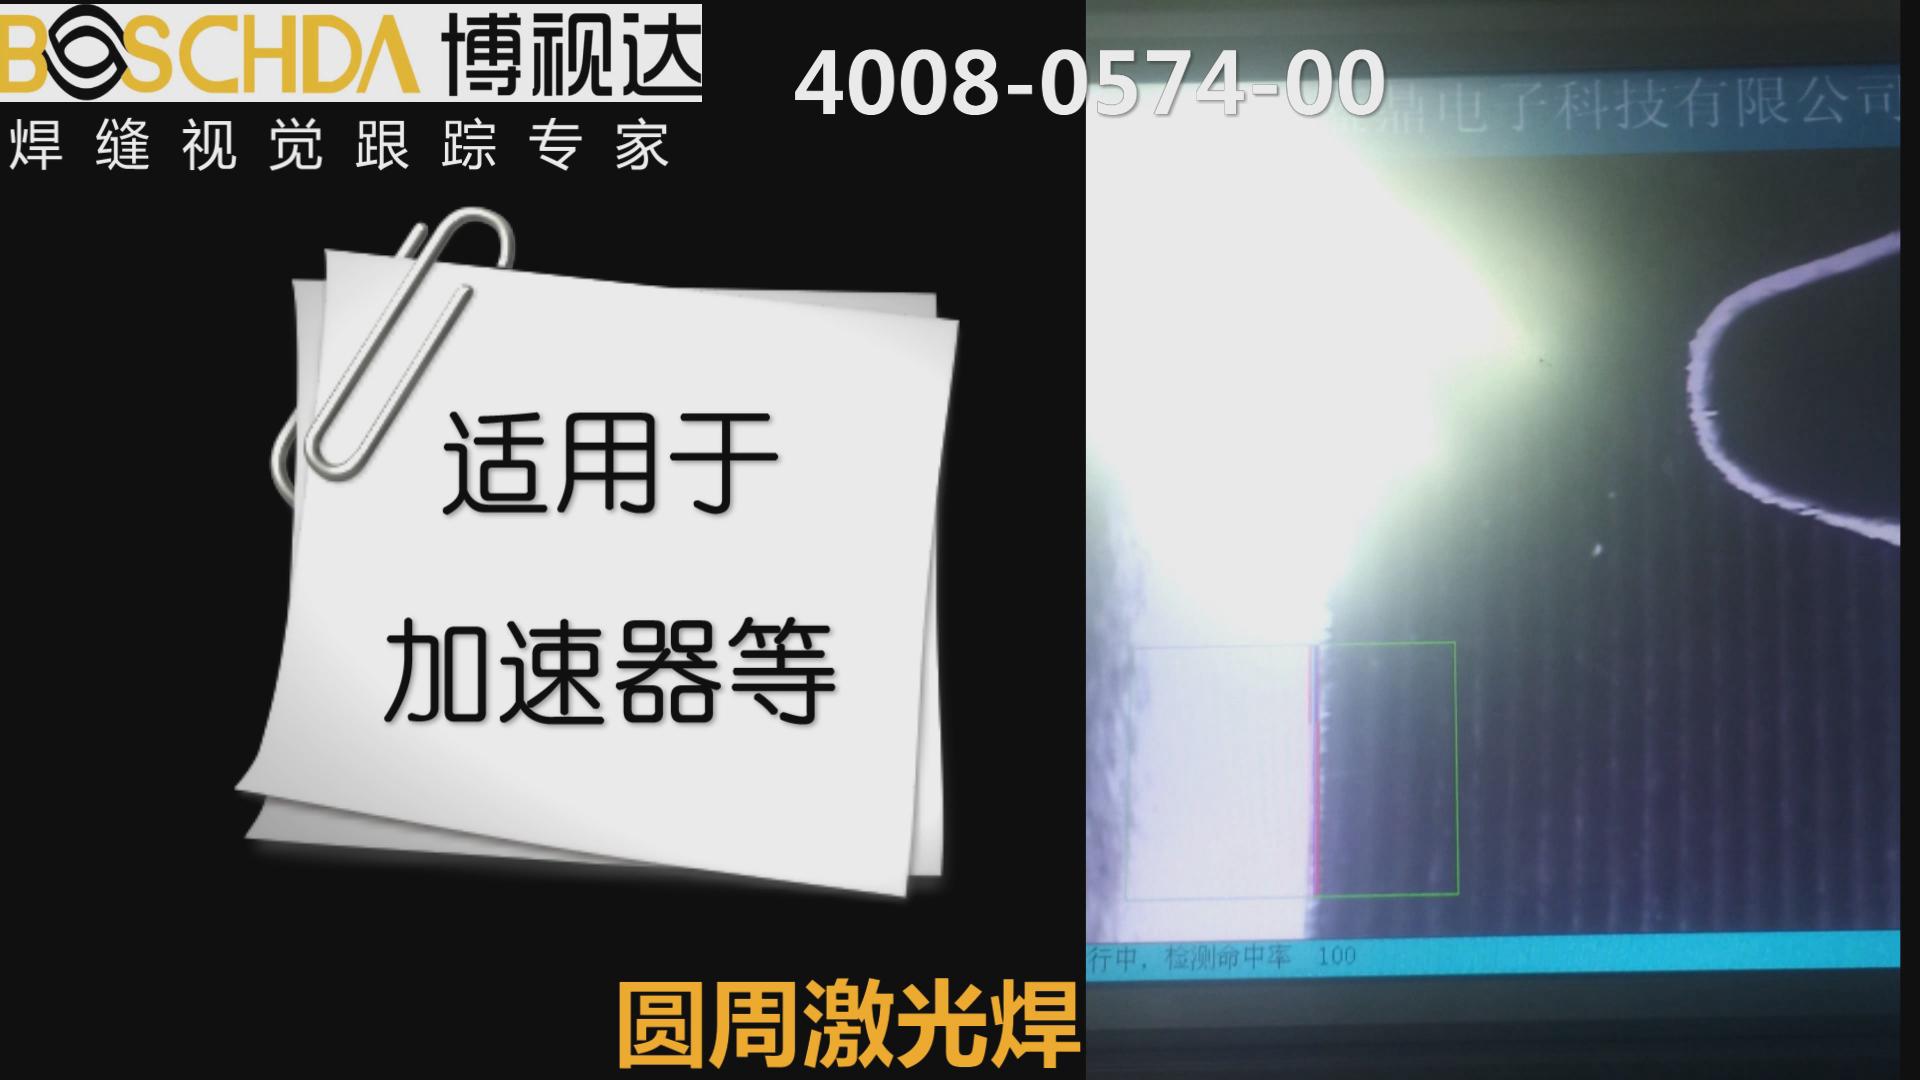 BOSCHDA 博视达
焊缝视觉跟踪专家
4008-0574-00
鼎电子科技有限公司
适用于
加速器等
行中，检测命中率 100
圆周激光焊